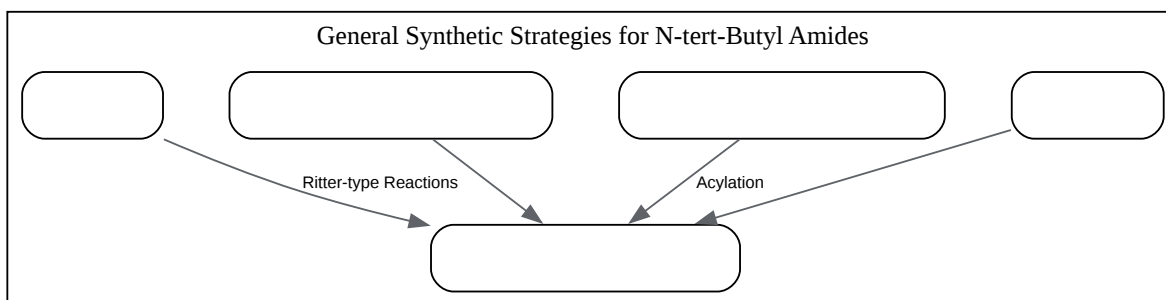 General Synthetic Strategies for N-tert-Butyl Amides
Ritter-type Reactions
Acylation